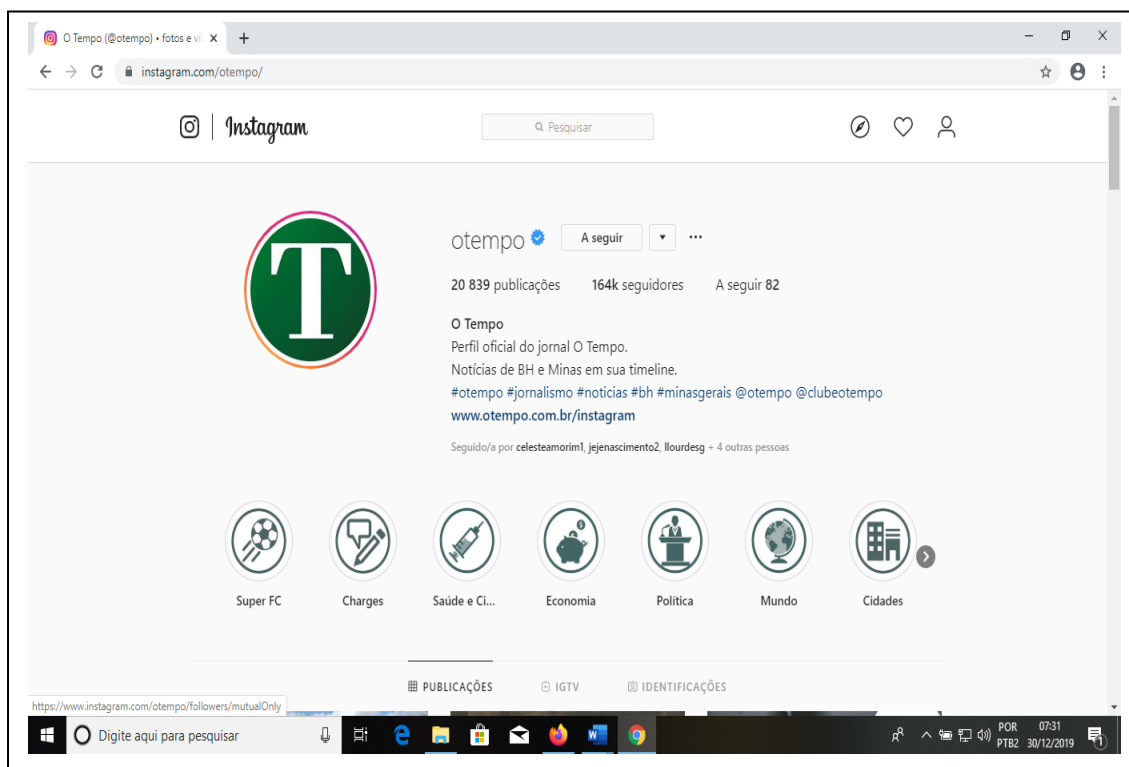 O Tempo (@otempo) • fotos e ví
instagram.com/otempo/
Instagram
Pesquisar
T
otempo A seguir
20 839 publicações 164k seguidores A seguir 82
O Tempo
Perfil oficial do jornal O Tempo.
Notícias de BH e Minas em sua timeline.
#otempo #jornalismo #noticias #bh #minasgerais @otempo @clubeotempo
www.otempo.com.br/instagram
Seguido/a por celesteamorim1, jejenascimento2, llourdesg + 4 outras pessoas
Super FC Charges Saúde e Ci... Economia Política Mundo Cidades
PUBLICAÇÕES IGTV IDENTIFICAÇÕES
https://www.instagram.com/otempo/followers/mutualOnly
Digite aqui para pesquisar
POR 07:31
PTB2 30/12/2019
1